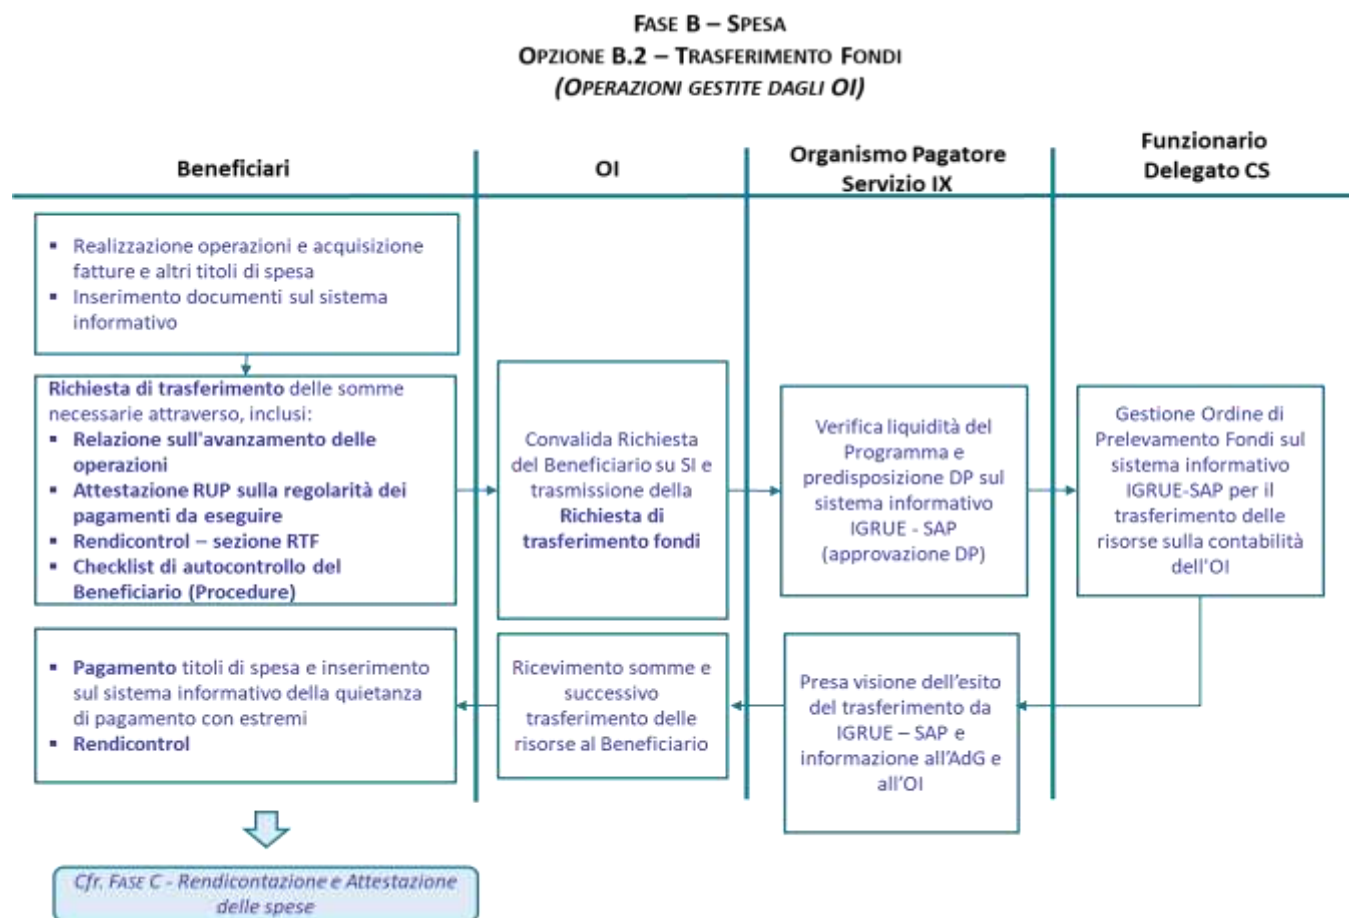 FASE B – SPESA
OPZIONE B.2 – TRASFERIMENTO FONDI
(OPERAZIONI GESTITE DAGLI OI)
Beneficiari
OI
Organismo Pagatore
Servizio IX
Funzionario
Delegato CS
▪ Realizzazione operazioni e acquisizione
fatture e altri titoli di spesa
▪ Inserimento documenti sul sistema
informativo
Richiesta di trasferimento delle somme
necessarie attraverso, inclusi:
▪ Relazione sull'avanzamento delle
operazioni
▪ Attestazione RUP sulla regolarità dei
pagamenti da eseguire
▪ Rendicontrol – sezione RTF
▪ Checklist di autocontrollo del
Beneficiario (Procedure)
Convalida Richiesta
del Beneficiario su SI e
trasmissione della
Richiesta di
trasferimento fondi
Verifica liquidità del
Programma e
predisposizione DP sul
sistema informativo
IGRUE - SAP
(approvazione DP)
Gestione Ordine di
Prelevamento Fondi sul
sistema informativo
IGRUE-SAP per il
trasferimento delle
risorse sulla contabilità
dell'OI
▪ Pagamento titoli di spesa e inserimento
sul sistema informativo della quietanza
di pagamento con estremi
▪ Rendicontrol
Ricevimento somme e
successivo
trasferimento delle
risorse al Beneficiario
Presa visione dell'esito
del trasferimento da
IGRUE – SAP e
informazione all'AdG e
all'OI
Cfr. FASE C - Rendicontazione e Attestazione
delle spese